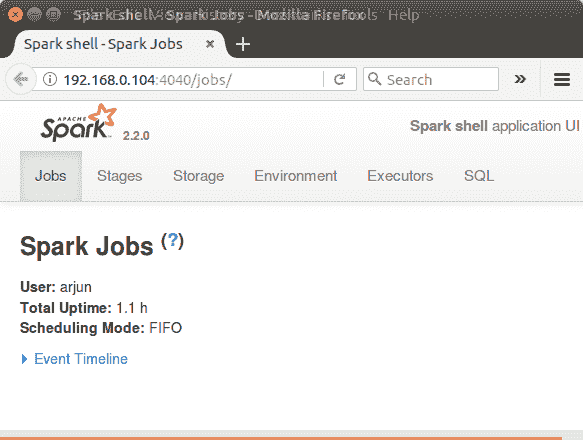 Spark shell - Spark Jobs - Mozilla Firefox Tools Help
Spark shell - Spark Jobs
192.168.0.104:4040/jobs/
Search
APACHE
Spark 2.2.0
Spark shell application UI
Jobs Stages Storage Environment Executors SQL
Spark Jobs (?)
User: arjun
Total Uptime: 1.1 h
Scheduling Mode: FIFO
Event Timeline